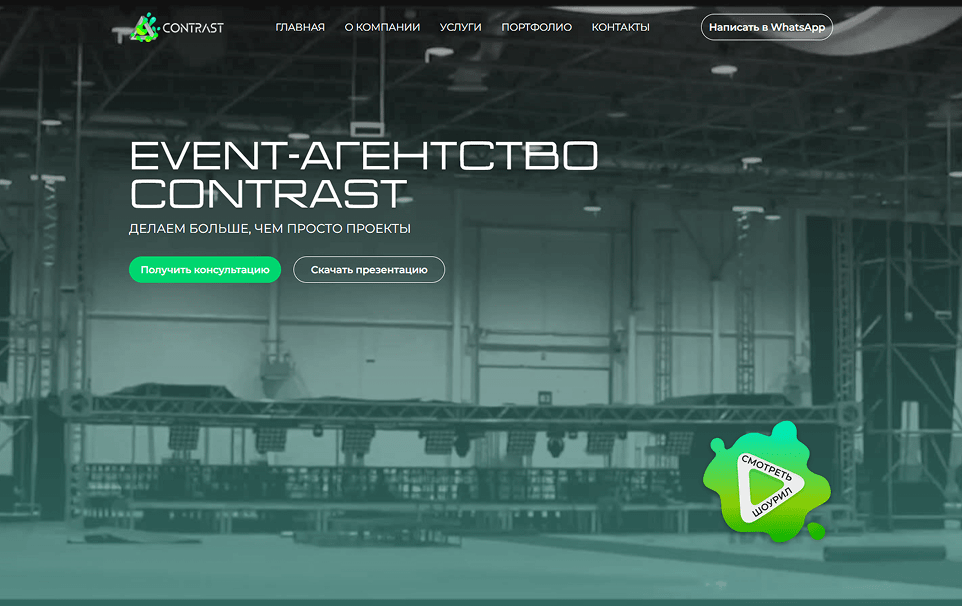 CONTRAST
ГЛАВНАЯ
О КОМПАНИИ
УСЛУГИ
ПОРТФОЛИО
КОНТАКТЫ
Написать в WhatsApp
EVENT-АГЕНТСТВО
CONTRAST
ДЕЛАЕМ БОЛЬШЕ, ЧЕМ ПРОСТО ПРОЕКТЫ
Получить консультацию
Скачать презентацию
СМОТРЕТЬ
ШОУРИЛ